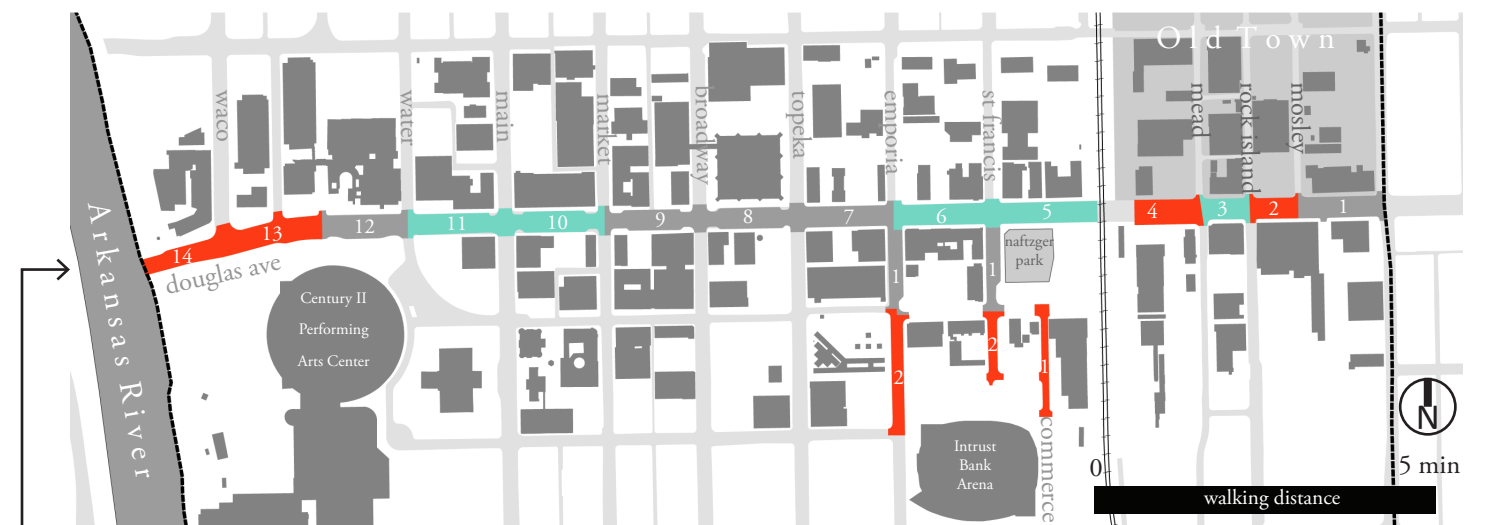 Old Town
waco
water
main
market
broadway
topeka
emporia
st francis
mead
rock island
mosley
Arkansas River
14
13
12
11
10
9
8
7
6
5
4
3
2
1
douglas ave
naftzger
park
1
1
2
2
1
Century II
Performing
Arts Center
Intrust
Bank
Arena
commerce
N
0
5 min
walking distance